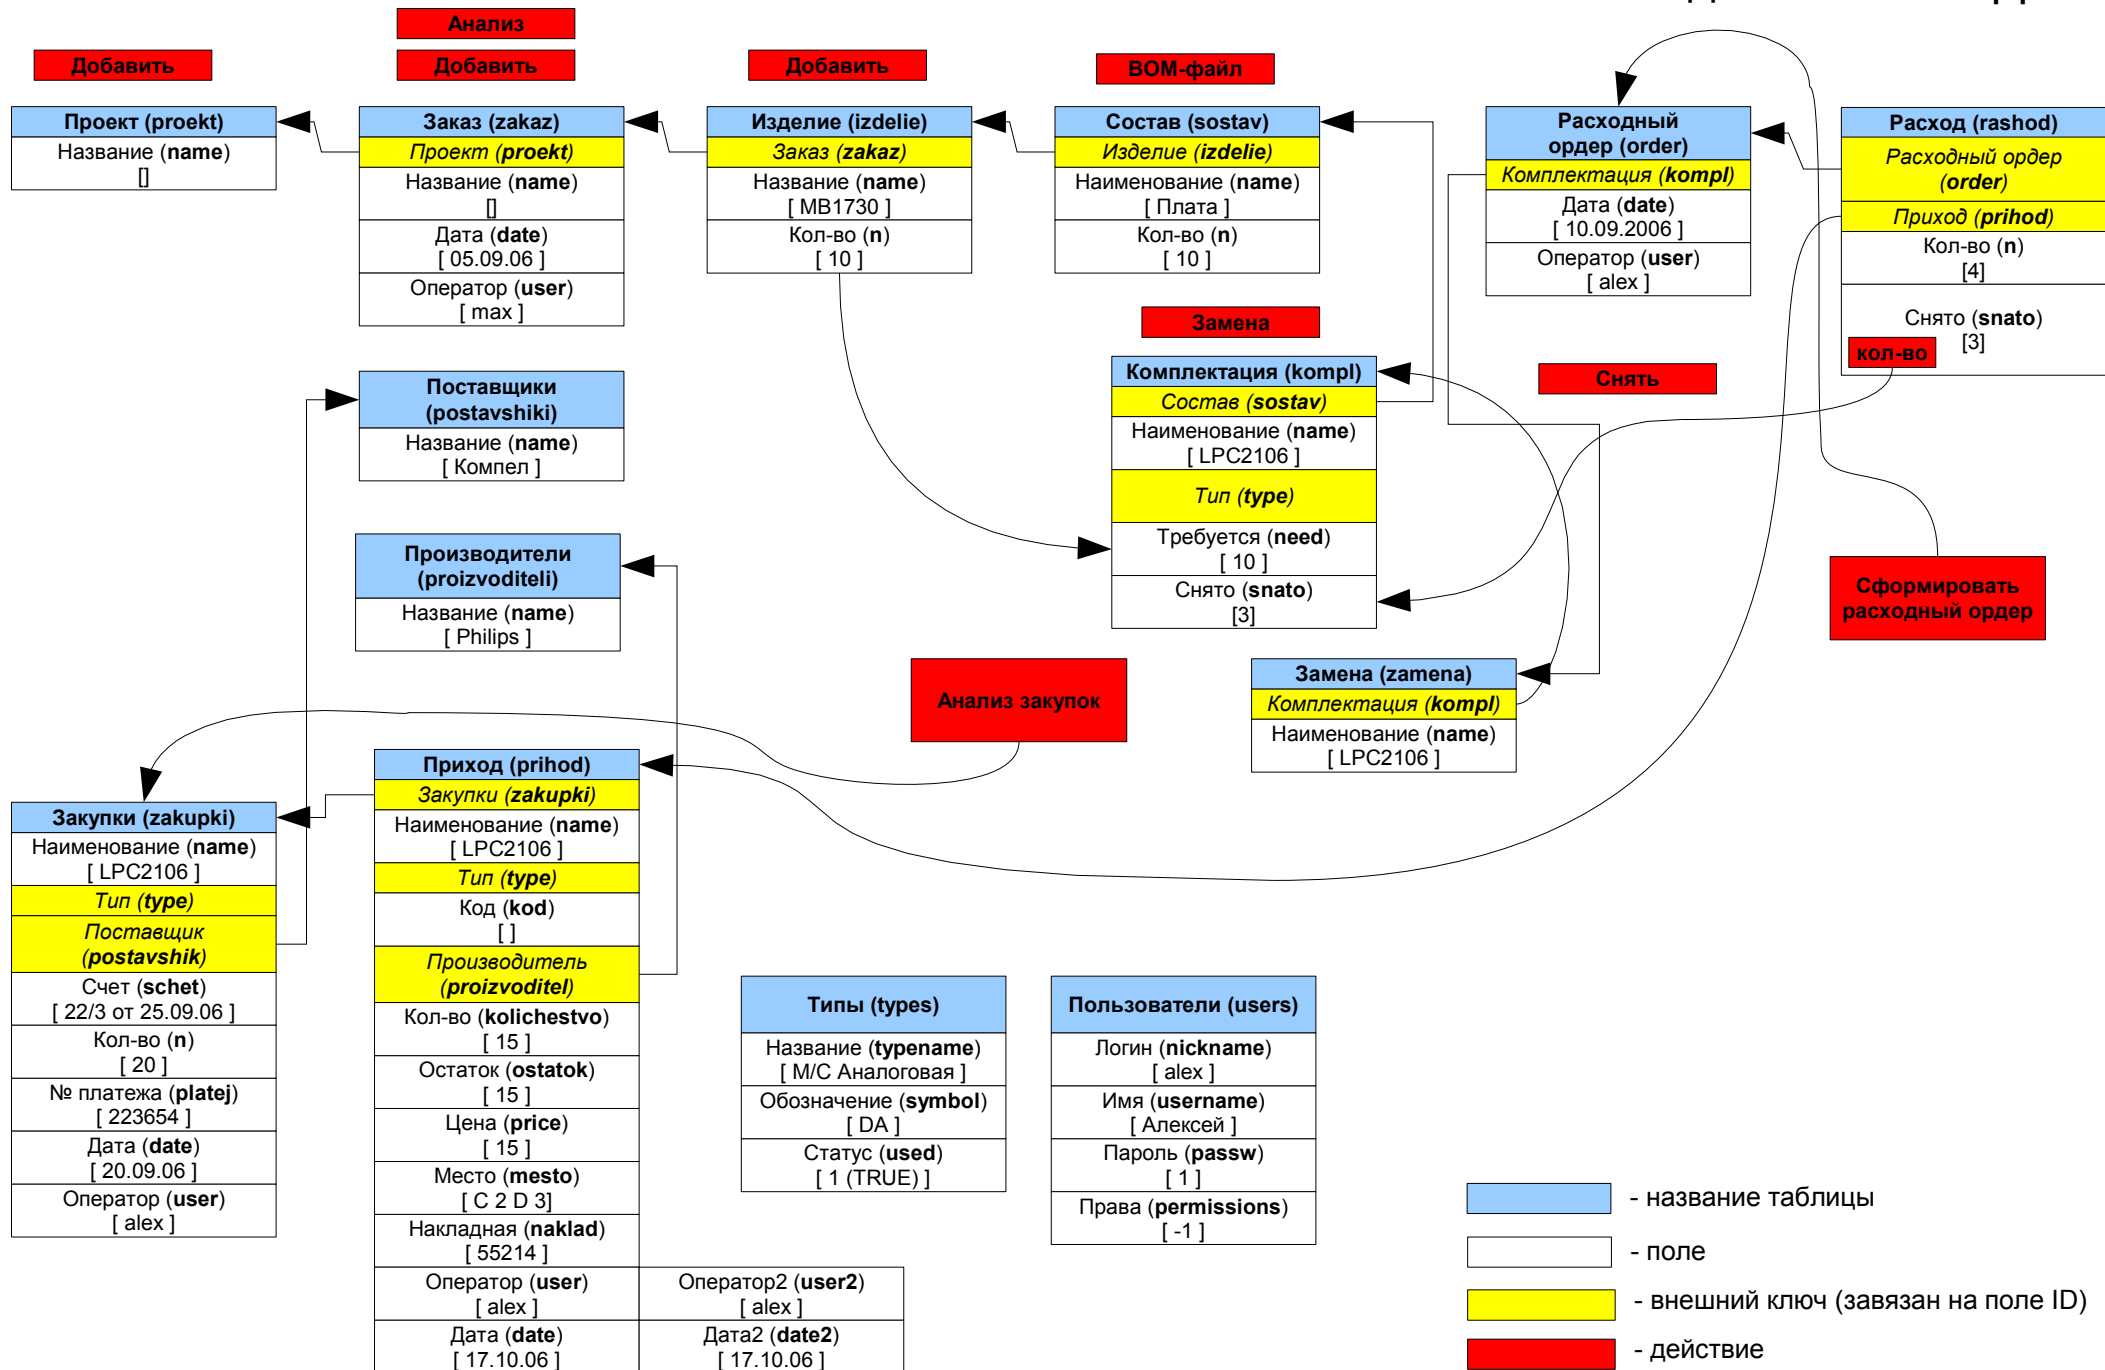 Анализ
Добавить
Добавить
Добавить
BOM-файл
Проект (proekt)
Название (name)
[]
Заказ (zakaz)
Проект (proekt)
Название (name)
[]
Дата (date)
[ 05.09.06 ]
Оператор (user)
[ max ]
Изделие (izdelie)
Заказ (zakaz)
Название (name)
[ MB1730 ]
Кол-во (n)
[ 10 ]
Состав (sostav)
Изделие (izdelie)
Наименование (name)
[ Плата ]
Кол-во (n)
[ 10 ]
Расходный
ордер (order)
Комплектация (kompl)
Дата (date)
[ 10.09.2006 ]
Оператор (user)
[ alex ]
Расход (rashod)
Расходный ордер
(order)
Приход (prihod)
Кол-во (n)
[4]
Снято (snato)
[3]
кол-во
Замена
Снять
Поставщики
(postavshiki)
Название (name)
[ Компел ]
Комплектация (kompl)
Состав (sostav)
Наименование (name)
[ LPC2106 ]
Тип (type)
Требуется (need)
[ 10 ]
Снято (snato)
[3]
Производители
(proizvoditeli)
Название (name)
[ Philips ]
Сформировать
расходный ордер
Анализ закупок
Замена (zamena)
Комплектация (kompl)
Наименование (name)
[ LPC2106 ]
Закупки (zakupki)
Наименование (name)
[ LPC2106 ]
Тип (type)
Поставщик
(postavshik)
Счет (schet)
[ 22/3 от 25.09.06 ]
Кол-во (n)
[ 20 ]
№ платежа (platej)
[ 223654 ]
Дата (date)
[ 20.09.06 ]
Оператор (user)
[ alex ]
Приход (prihod)
Закупки (zakupki)
Наименование (name)
[ LPC2106 ]
Тип (type)
Код (kod)
[ ]
Производитель
(proizvoditel)
Кол-во (kolichestvo)
[ 15 ]
Остаток (ostatok)
[ 15 ]
Цена (price)
[ 15 ]
Место (mesto)
[ C 2 D 3]
Накладная (naklad)
[ 55214 ]
Оператор (user)
[ alex ]
Оператор2 (user2)
[ alex ]
Дата (date)
[ 17.10.06 ]
Дата2 (date2)
[ 17.10.06 ]
Типы (types)
Название (typename)
[ М/С Аналоговая ]
Обозначение (symbol)
[ DA ]
Статус (used)
[ 1 (TRUE) ]
Пользователи (users)
Логин (nickname)
[ alex ]
Имя (username)
[ Алексей ]
Пароль (passw)
[ 1 ]
Права (permissions)
[ -1 ]
- название таблицы
- поле
- внешний ключ (завязан на поле ID)
- действие